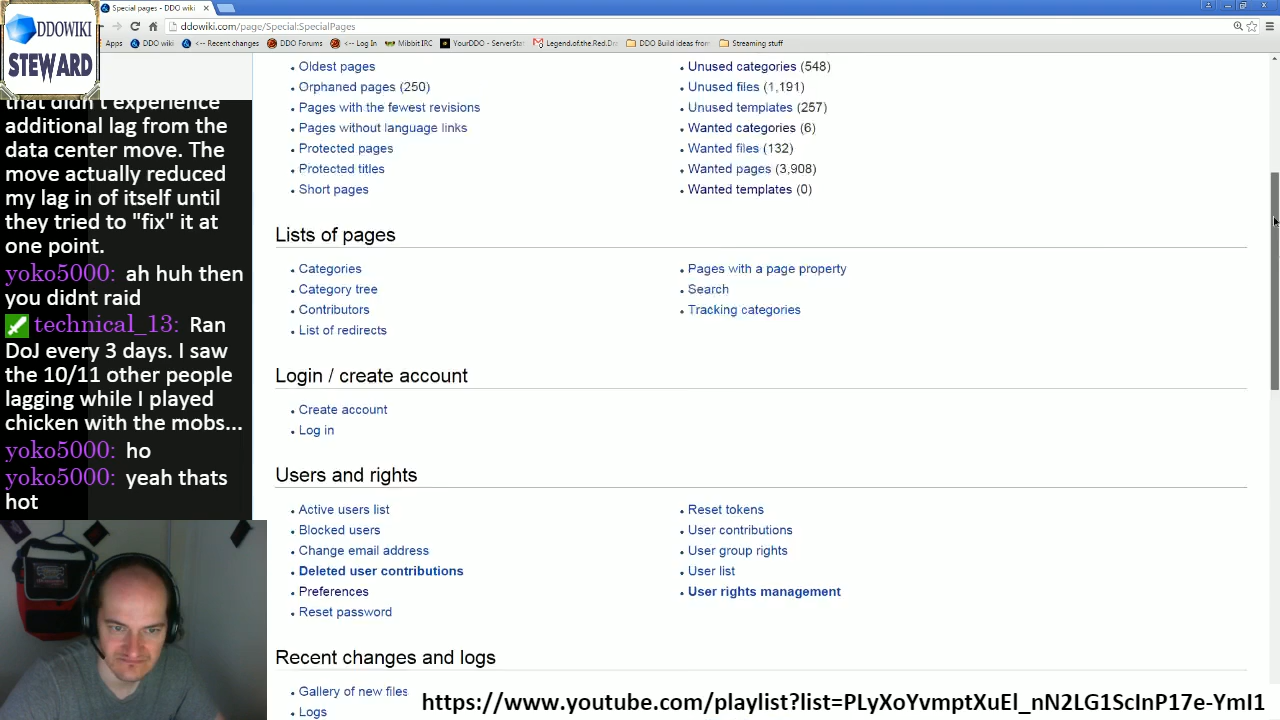 Special pages - DDO wiki
ddowiki.com/page/Special:SpecialPages
Apps
DDO wiki
<-- Recent changes
DDO Forums
<-- Log In
Mibbit IRC
YourDDO - ServerStat
Legend.of.the.Red.Dra
DDO Build ideas from
Streaming stuff
DDOWIKI
STEWARD
that didn't experience
additional lag from the
data center move. The
move actually reduced
my lag in of itself until
they tried to "fix" it at
one point.
yoko5000: ah huh then
you didnt raid
technical_13: Ran
DoJ every 3 days. I saw
the 10/11 other people
lagging while I played
chicken with the mobs...
yoko5000: ho
yoko5000: yeah thats
hot
Oldest pages
Orphaned pages (250)
Pages with the fewest revisions
Pages without language links
Protected pages
Protected titles
Short pages
Unused categories (548)
Unused files (1,191)
Unused templates (257)
Wanted categories (6)
Wanted files (132)
Wanted pages (3,908)
Wanted templates (0)
Lists of pages
Categories
Category tree
Contributors
List of redirects
Pages with a page property
Search
Tracking categories
Login / create account
Create account
Log in
Users and rights
Active users list
Blocked users
Change email address
Deleted user contributions
Preferences
Reset password
Reset tokens
User contributions
User group rights
User list
User rights management
Recent changes and logs
Gallery of new files
Logs
https://www.youtube.com/playlist?list=PLyXoYvmptXuEl_nN2LG1ScInP17e-YmI1